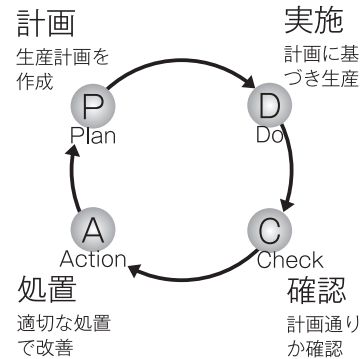 計画
生産計画を
作成
P
Plan
実施
計画に基
づき生産
D
Do
C
Check
確認
計画通り
か確認
A
Action
処置
適切な処置
で改善